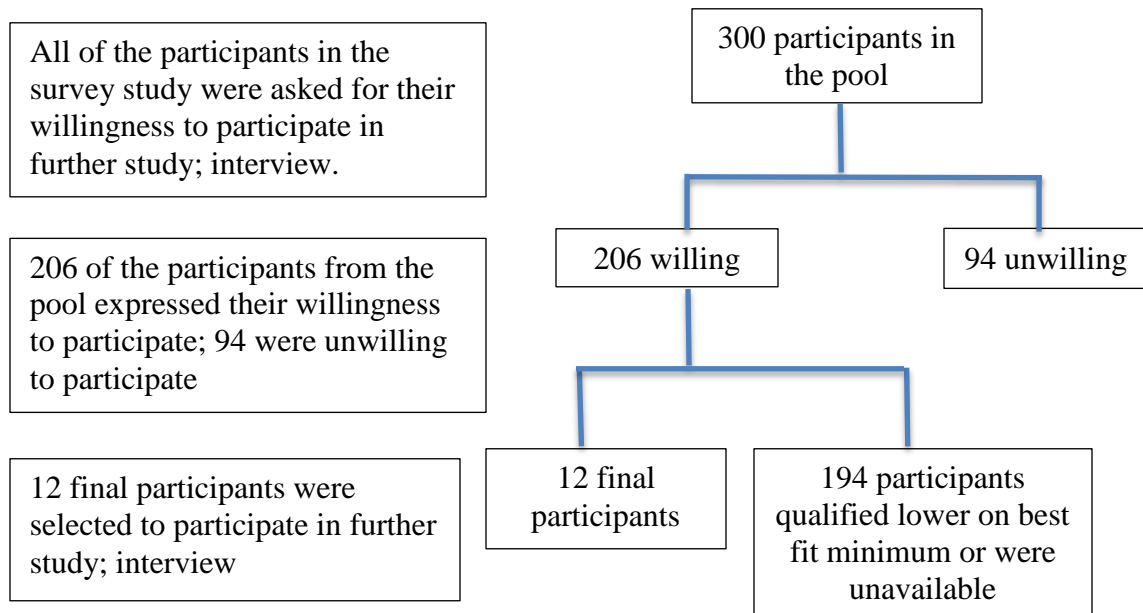 All of the participants in the
survey study were asked for their
willingness to participate in
further study; interview.
300 participants in
the pool
206 of the participants from the
pool expressed their willingness
to participate; 94 were unwilling
to participate
206 willing
94 unwilling
12 final participants were
selected to participate in further
study; interview
12 final
participants
194 participants
qualified lower on best
fit minimum or were
unavailable